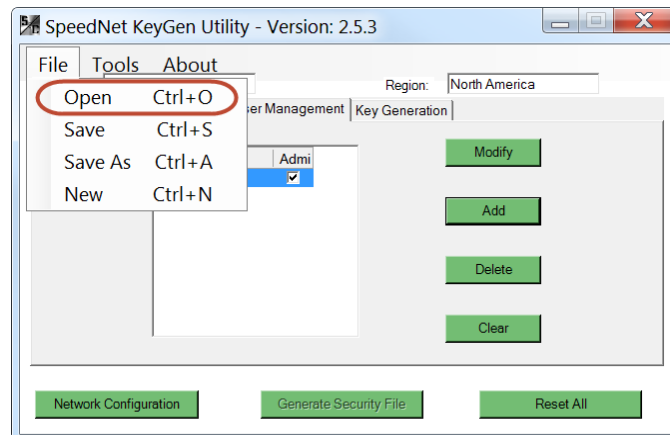 SpeedNet KeyGen Utility - Version: 2.5.3
File Tools About
Region: North America
Open Ctrl+O
Save Ctrl+S
Save As Ctrl+A
New Ctrl+N
Management Key Generation
Admi
Modify
Add
Delete
Clear
Network Configuration Generate Security File Reset All